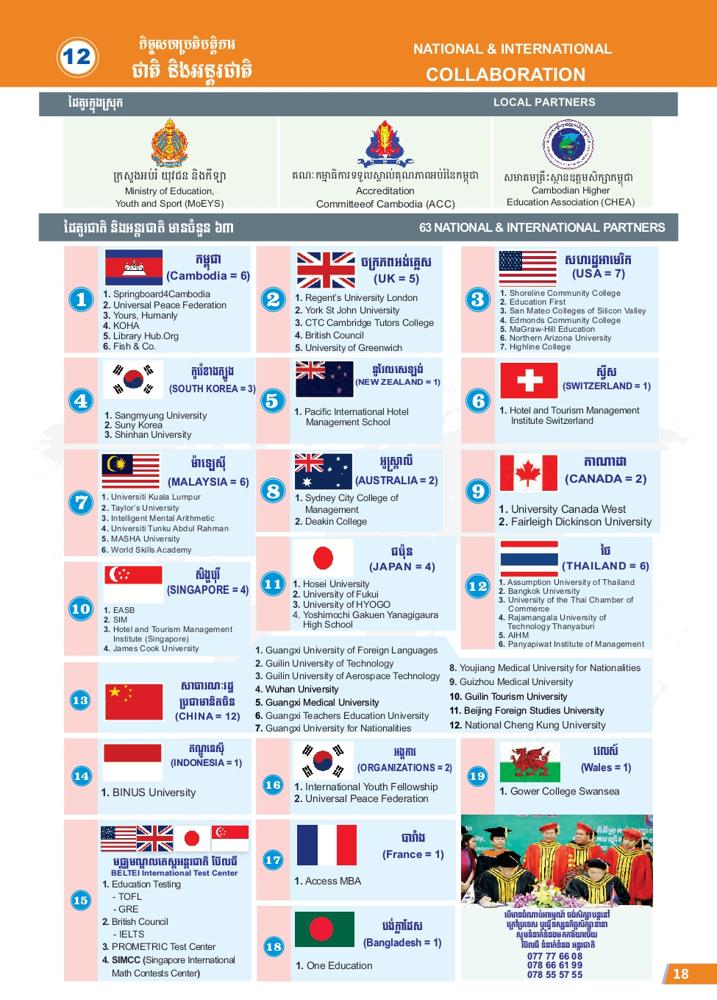 12
កិច្ចសហប្រតិបត្តិការ
ជាតិ និងអន្តរជាតិ
NATIONAL & INTERNATIONAL
COLLABORATION
ដៃគូរក្នុងស្រុក
LOCAL PARTNERS
ក្រសួងអប់រំ យុវជន និងកីឡា
Ministry of Education,
Youth and Sport (MoEYS)
គណៈកម្មាធិការទទួលស្គាល់គុណភាពអប់រំនៃកម្ពុជា
Accreditation
Committeeof Cambodia (ACC)
សមាគមគ្រឹះស្ថានឧត្តមសិក្សាកម្ពុជា
Cambodian Higher
Education Association (CHEA)
ដៃគូរជាតិ និងអន្តរជាតិ មានចំនួន ៦៣
63 NATIONAL & INTERNATIONAL PARTNERS
1
កម្ពុជា
(Cambodia = 6)
1. Springboard4Cambodia
2. Universal Peace Federation
3. Yours, Humanly
4. KOHA
5. Library Hub.Org
6. Fish & Co.
2
ចក្រភពអង់គ្លេស
(UK = 5)
1. Regent's University London
2. York St John University
3. CTC Cambridge Tutors College
4. British Council
5. University of Greenwich
3
សហរដ្ឋអាមេរិក
(USA = 7)
1. Shoreline Community College
2. Education First
3. San Mateo Colleges of Silicon Valley
4. Edmonds Community College
5. MaGraw-Hill Education
6. Northern Arizona University
7. Highline College
4
កូរ៉េខាងត្បូង
(SOUTH KOREA = 3)
1. Sangmyung University
2. Suny Korea
3. Shinhan University
5
នូវែលសេឡង់
(NEW ZEALAND = 1)
1. Pacific International Hotel
Management School
6
ស្វីស
(SWITZERLAND = 1)
1. Hotel and Tourism Management
Institute Switzerland
7
ម៉ាឡេស៊ី
(MALAYSIA = 6)
1. Universiti Kuala Lumpur
2. Taylor's University
3. Intelligent Mental Arithmetic
4. Universiti Tunku Abdul Rahman
5. MASHA University
6. World Skills Academy
8
អូស្ត្រាលី
(AUSTRALIA = 2)
1. Sydney City College of
Management
2. Deakin College
9
កាណាដា
(CANADA = 2)
1. University Canada West
2. Fairleigh Dickinson University
10
សិង្ហបុរី
(SINGAPORE = 4)
1. EASB
2. SIM
3. Hotel and Tourism Management
Institute (Singapore)
4. James Cook University
11
ជប៉ុន
(JAPAN = 4)
1. Hosei University
2. University of Fukui
3. University of HYOGO
4. Yoshimochi Gakuen Yanagigaura
High School
12
ថៃ
(THAILAND = 6)
1. Assumption University of Thailand
2. Bangkok University
3. University of the Thai Chamber of
Commerce
4. Rajamangala University of
Technology Thanyaburi
5. AIHM
6. Panyapiwat Institute of Management
13
សាធារណៈរដ្ឋ
ប្រជាមានិតចិន
(CHINA = 12)
1. Guangxi University of Foreign Languages
2. Guilin University of Technology
3. Guilin University of Aerospace Technology
4. Wuhan University
5. Guangxi Medical University
6. Guangxi Teachers Education University
7. Guangxi University for Nationalities
8. Youjiang Medical University for Nationalities
9. Guizhou Medical University
10. Guilin Tourism University
11. Beijing Foreign Studies University
12. National Cheng Kung University
14
ឥណ្ឌូនេស៊ី
(INDONESIA = 1)
1. BINUS University
16
អង្គការ
(ORGANIZATIONS = 2)
1. International Youth Fellowship
2. Universal Peace Federation
19
វេលស៍
(Wales = 1)
1. Gower College Swansea
15
មជ្ឈមណ្ឌលតេស្តអន្តរជាតិ ប៊ែលធី
BELTEI International Test Center
1. Education Testing
- TOFL
- GRE
2. British Council
- IELTS
3. PROMETRIC Test Center
4. SIMCC (Singapore International
Math Contests Center)
17
បារាំង
(France = 1)
1. Access MBA
18
បង់ក្លាដែស
(Bangladesh = 1)
1. One Education
077 77 66 08
078 66 61 99
078 55 57 55
18